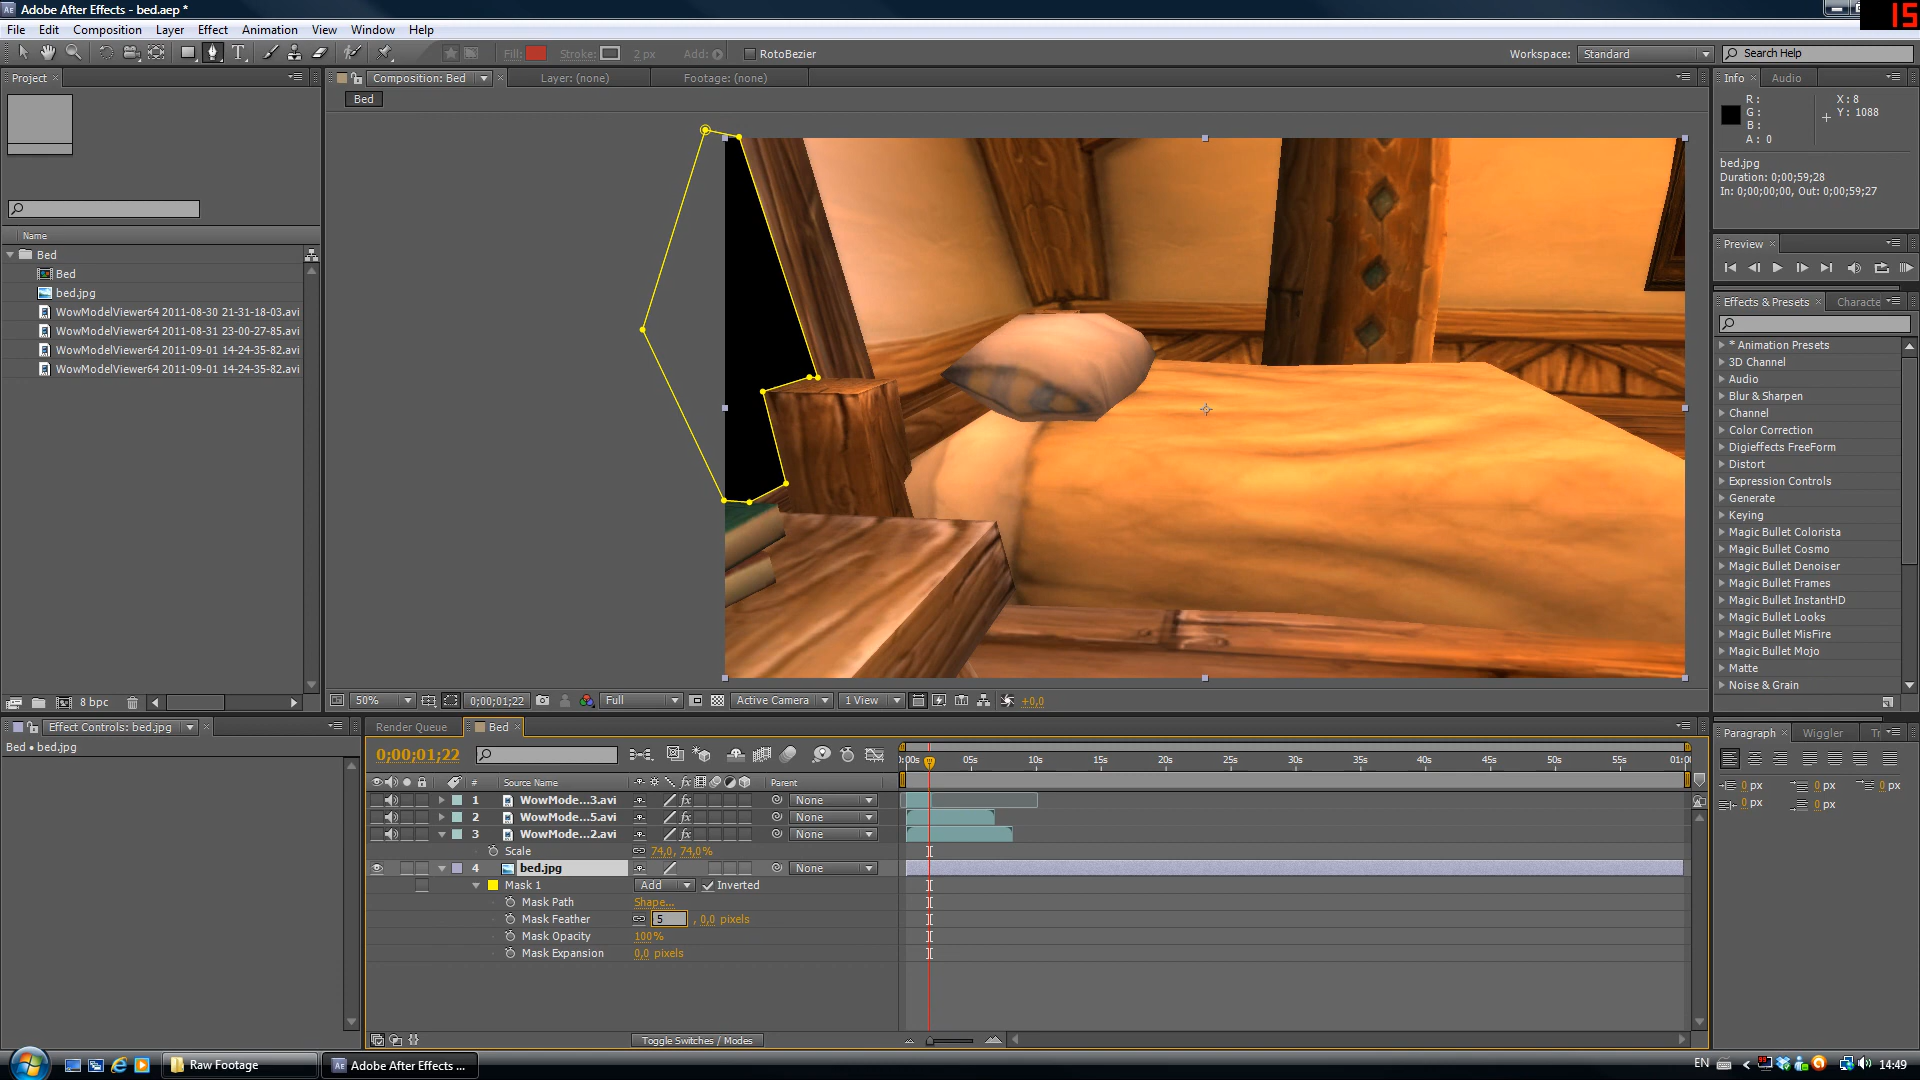 Adobe After Effects - bed.aep *
15
File Edit Composition Layer Effect Animation View Window Help
Fill: Stroke: 2 px Add: RotoBezier Workspace: Standard Search Help
Project
Composition: Bed Layer: (none) Footage: (none)
Bed
Info Audio
R: X: 8
G: Y: 1088
B:
A: 0
bed.jpg
Duration: 0;00;59;28
In: 0;00;00;00, Out: 0;00;59;27
Name
Bed
Bed
bed.jpg
WowModelViewer64 2011-08-30 21-31-18-03.avi
WowModelViewer64 2011-08-31 23-00-27-85.avi
WowModelViewer64 2011-09-01 14-24-35-82.avi
WowModelViewer64 2011-09-01 14-24-35-82.avi
Preview
Effects & Presets Characte
* Animation Presets
3D Channel
Audio
Blur & Sharpen
Channel
Color Correction
Digieffects FreeForm
Distort
Expression Controls
Generate
Keying
Magic Bullet Colorista
Magic Bullet Cosmo
Magic Bullet Denoiser
Magic Bullet Frames
Magic Bullet InstantHD
Magic Bullet Looks
Magic Bullet MisFire
Magic Bullet Mojo
Matte
Noise & Grain
8 bpc
50% 0;00;01;22 Full Active Camera 1 View +0,0
Effect Controls: bed.jpg
Bed • bed.jpg
Render Queue Bed
0;00;01;22
# Source Name fx Parent
):00s 05s 10s 15s 20s 25s 30s 35s 40s 45s 50s 55s 01:0(
1 WowMode...3.avi fx None
2 WowMode...5.avi fx None
3 WowMode...2.avi fx None
Scale 74,0, 74,0%
4 bed.jpg None
Mask 1 Add Inverted
Mask Path Shape...
Mask Feather 5 , 0,0 pixels
Mask Opacity 100%
Mask Expansion 0,0 pixels
Toggle Switches / Modes
Paragraph Wiggler Tr
0 px 0 px 0 px
0 px 0 px
Raw Footage
Ae Adobe After Effects ...
EN 14:49